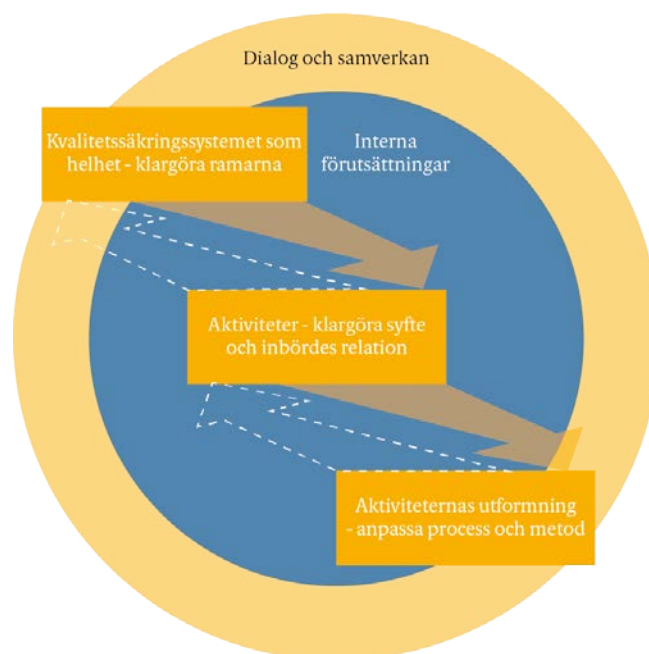 Dialog och samverkan
Kvalitetssäkringssystemet som
helhet - klargöra ramarna
Interna
förutsättningar
Aktiviteter - klargöra syfte
och inbördes relation
Aktiviteternas utformning
- anpassa process och metod